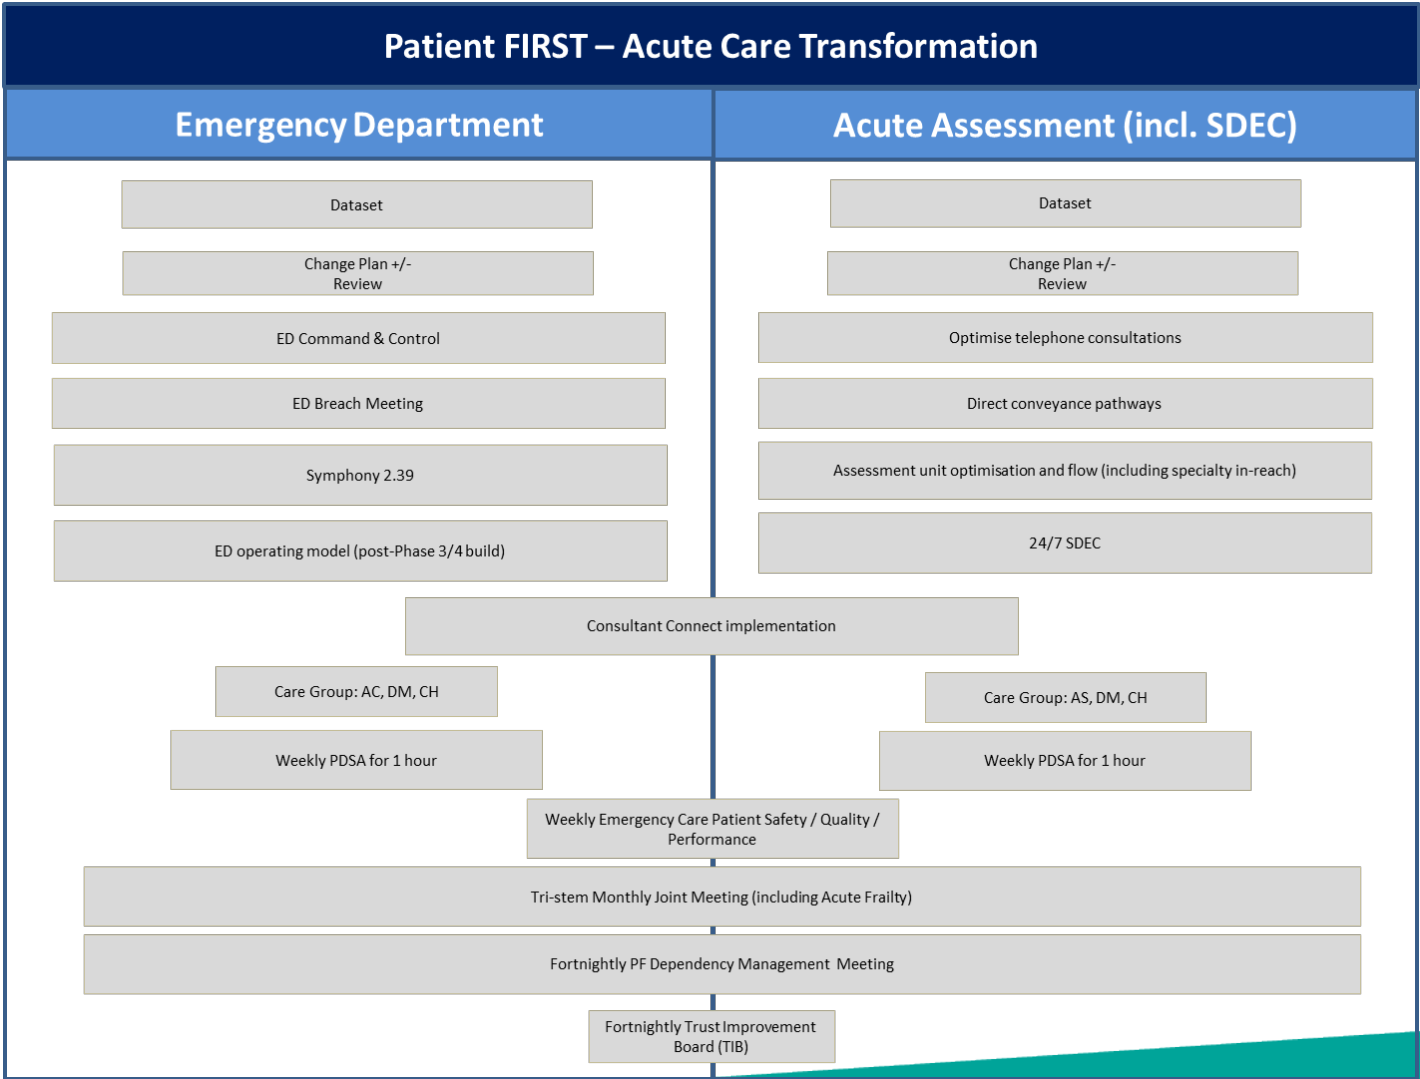 Patient FIRST – Acute Care Transformation
Emergency Department
Acute Assessment (incl. SDEC)
Dataset
Dataset
Change Plan +/-
Review
Change Plan +/-
Review
ED Command & Control
Optimise telephone consultations
ED Breach Meeting
Direct conveyance pathways
Symphony 2.39
Assessment unit optimisation and flow (including specialty in-reach)
ED operating model (post-Phase 3/4 build)
24/7 SDEC
Consultant Connect implementation
Care Group: AC, DM, CH
Care Group: AS, DM, CH
Weekly PDSA for 1 hour
Weekly PDSA for 1 hour
Weekly Emergency Care Patient Safety / Quality /
Performance
Tri-stem Monthly Joint Meeting (including Acute Frailty)
Fortnightly PF Dependency Management Meeting
Fortnightly Trust Improvement
Board (TIB)